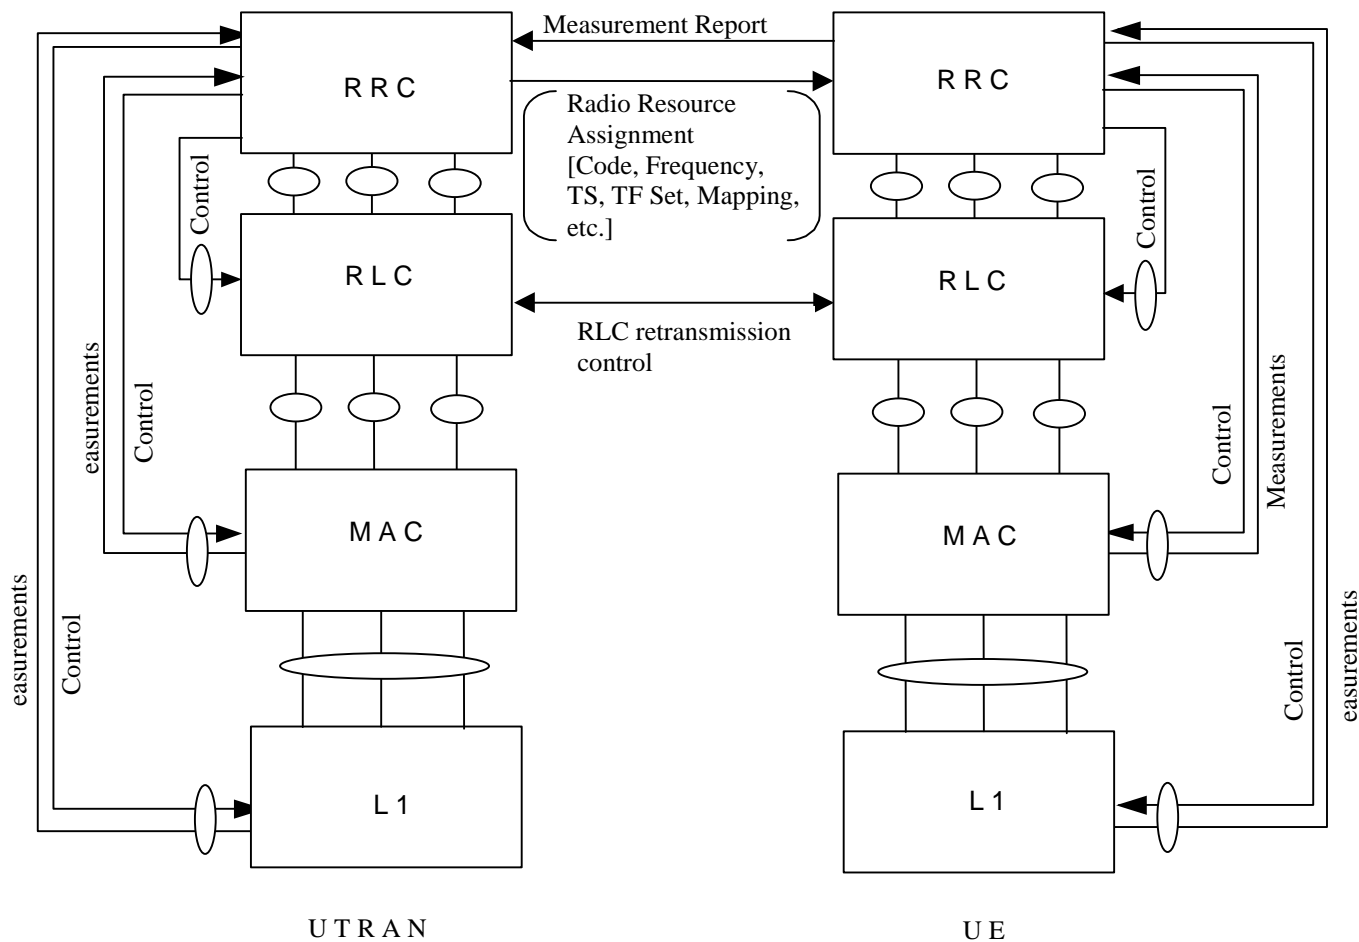 Measurement Report
R R C
R R C
Radio Resource
Assignment
[Code, Frequency,
TS, TF Set, Mapping,
etc.]
Control
Control
R L C
R L C
RLC retransmission
control
easurements
Control
Control
Measurements
M A C
M A C
easurements
Control
Control
easurements
L 1
L 1
U T R A N
U E